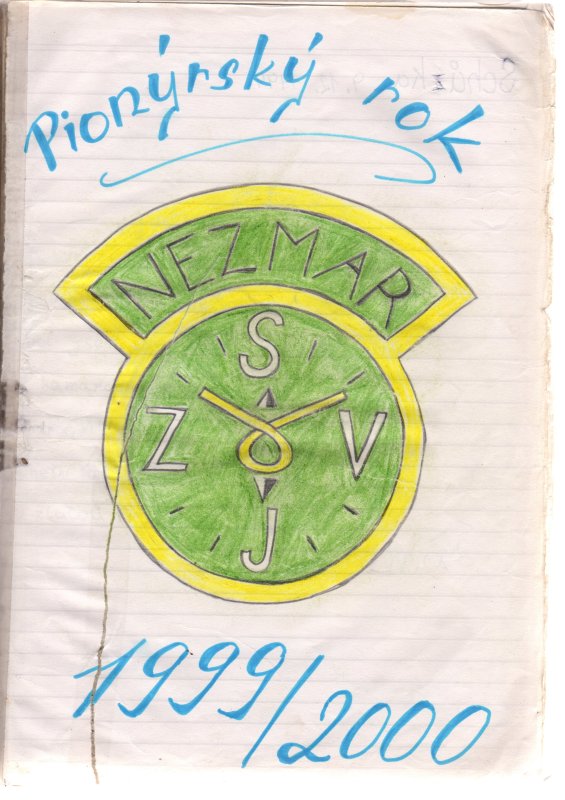 Pionýrský rok
NEZMAR
S
Z V
J
1999/2000